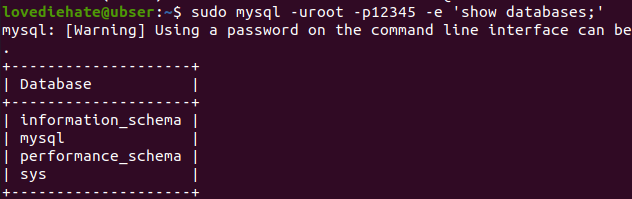 lovediehate@ubser:~$ sudo mysql -uroot -p12345 -e 'show databases;'
mysql: [Warning] Using a password on the command line interface can be
.
+--------------------+
| Database           |
+--------------------+
| information_schema |
| mysql              |
| performance_schema |
| sys                |
+--------------------+